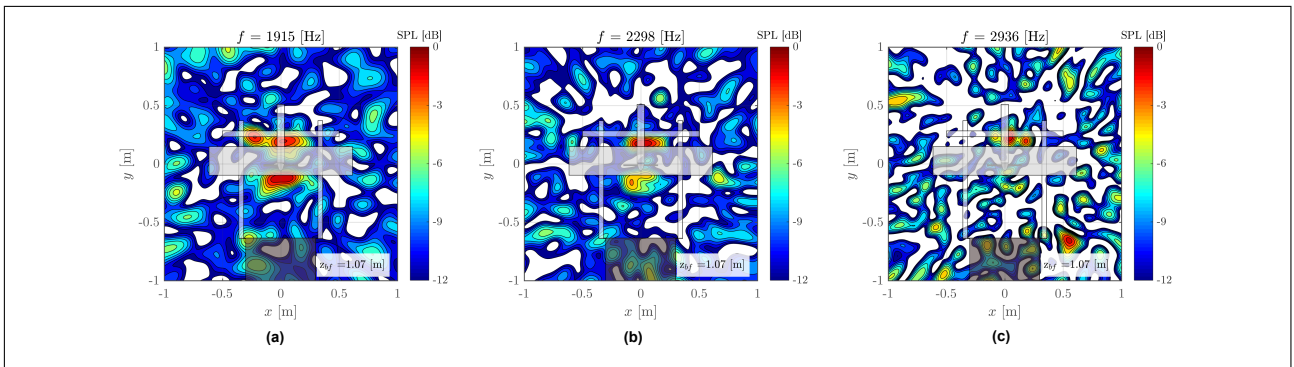 f = 1915 [Hz]
SPL [dB]
1
0.5
0
-0.5
-1
y [m]
-1
-0.5
0
0.5
1
x [m]
0
-3
-6
-9
-12
z_bf =1.07 [m]
(a)
f = 2298 [Hz]
SPL [dB]
1
0.5
0
-0.5
-1
y [m]
-1
-0.5
0
0.5
1
x [m]
0
-3
-6
-9
-12
z_bf =1.07 [m]
(b)
f = 2936 [Hz]
SPL [dB]
1
0.5
0
-0.5
-1
y [m]
-1
-0.5
0
0.5
1
x [m]
0
-3
-6
-9
-12
z_bf =1.07 [m]
(c)